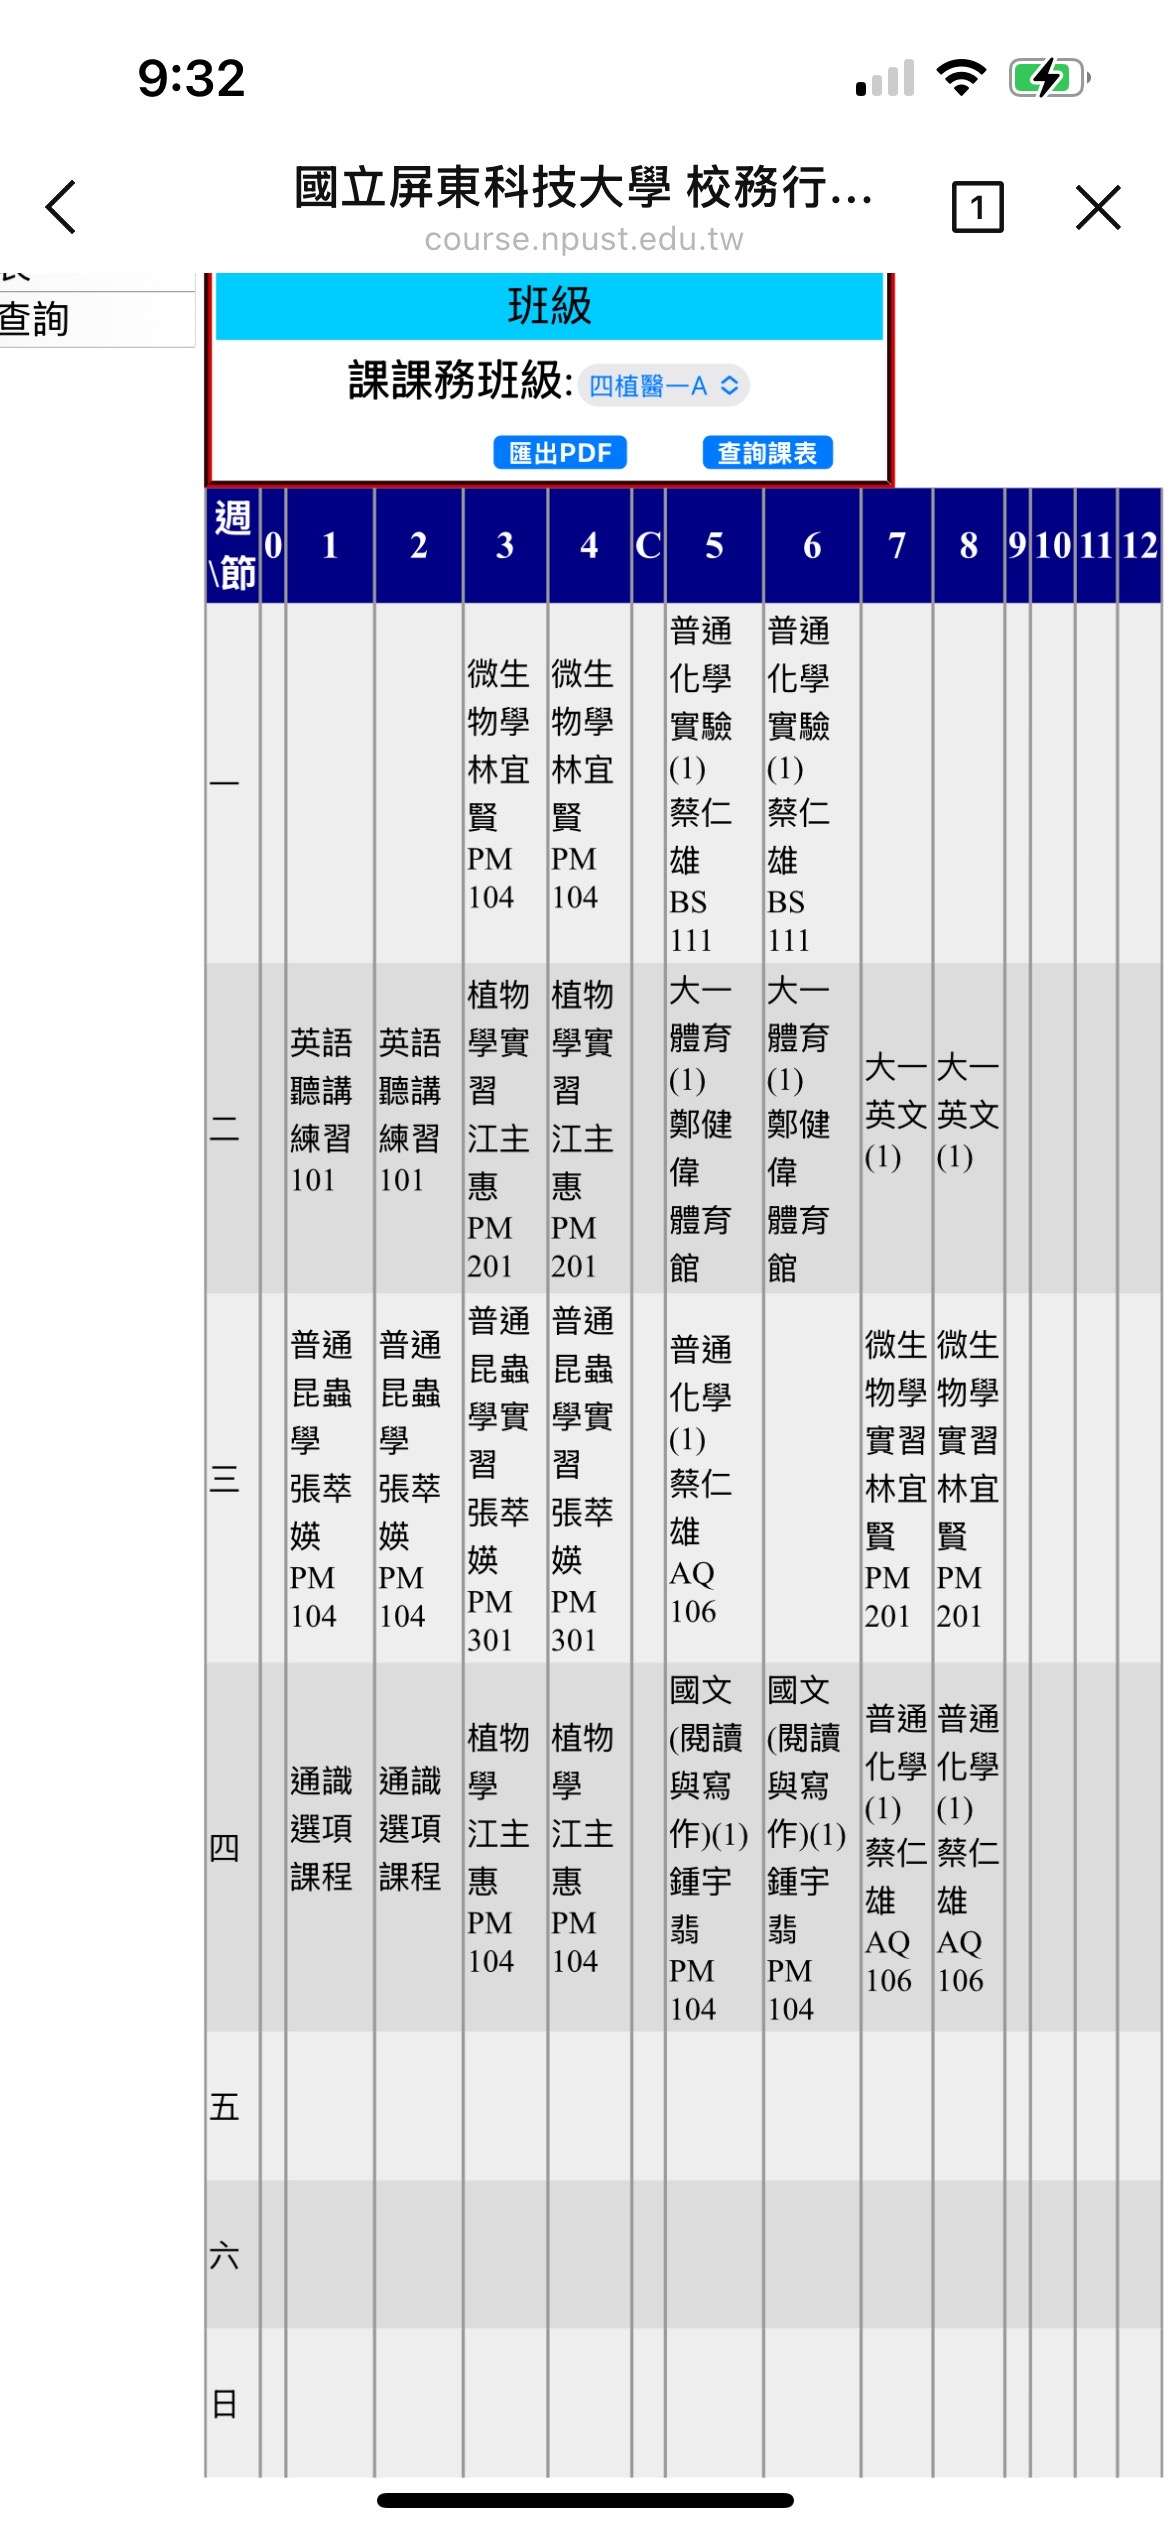 9:32
國立屏東科技大學 校務行...
1
course.npust.edu.tw
查詢
班級
課課務班級: 四植醫一A
匯出PDF 查詢課表
週
\節 0 1 2 3 4 C 5 6 7 8 9 10 11 12
一
微生
物學
林宜
賢
PM
104
微生
物學
林宜
賢
PM
104
普通
化學
實驗
(1)
蔡仁
雄
BS
111
普通
化學
實驗
(1)
蔡仁
雄
BS
111
二
英語
聽講
練習
101
英語
聽講
練習
101
植物
學實
習
江主
惠
PM
201
植物
學實
習
江主
惠
PM
201
大一
體育
(1)
鄭健
偉
體育
館
大一
體育
(1)
鄭健
偉
體育
館
大一
英文
(1)
大一
英文
(1)
三
普通
昆蟲
學
張萃
媖
PM
104
普通
昆蟲
學
張萃
媖
PM
104
普通
昆蟲
學實
習
張萃
媖
PM
301
普通
昆蟲
學實
習
張萃
媖
PM
301
普通
化學
(1)
蔡仁
雄
AQ
106
微生
物學
實習
林宜
賢
PM
201
微生
物學
實習
林宜
賢
PM
201
四
通識
選項
課程
通識
選項
課程
植物
學
江主
惠
PM
104
植物
學
江主
惠
PM
104
國文
(閱讀
與寫
作)(1)
鍾宇
翡
PM
104
國文
(閱讀
與寫
作)(1)
鍾宇
翡
PM
104
普通
化學
(1)
蔡仁
雄
AQ
106
普通
化學
(1)
蔡仁
雄
AQ
106
五
六
日